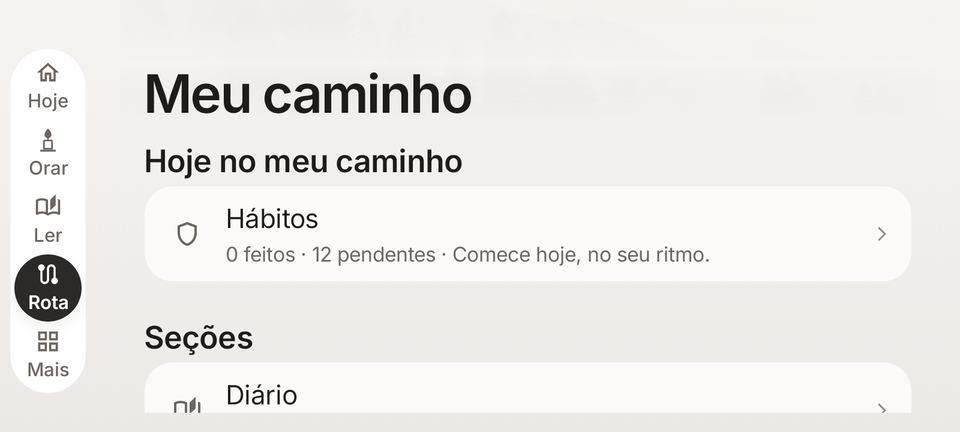 Hoje
Orar
Ler
Rota
Mais
Meu caminho
Hoje no meu caminho
Hábitos
0 feitos · 12 pendentes · Comece hoje, no seu ritmo.
Seções
Diário